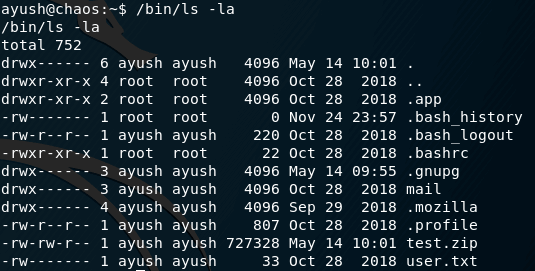 ayush@chaos:~$ /bin/ls -la
/bin/ls -la
total 752
drwx------ 6 ayush ayush   4096 May 14 10:01 .
drwxr-xr-x 4 root  root    4096 Oct 28  2018 ..
drwxr-xr-x 2 root  root    4096 Oct 28  2018 .app
-rw------- 1 root  root       0 Nov 24 23:57 .bash_history
-rw-r--r-- 1 ayush ayush    220 Oct 28  2018 .bash_logout
-rwxr-xr-x 1 root  root      22 Oct 28  2018 .bashrc
drwx------ 3 ayush ayush   4096 May 14 09:55 .gnupg
drwx------ 3 ayush ayush   4096 Oct 28  2018 mail
drwx------ 4 ayush ayush   4096 Sep 29  2018 .mozilla
-rw-r--r-- 1 ayush ayush    807 Oct 28  2018 .profile
-rw-rw-r-- 1 ayush ayush 727328 May 14 10:01 test.zip
-rw------- 1 ayush ayush     33 Oct 28  2018 user.txt